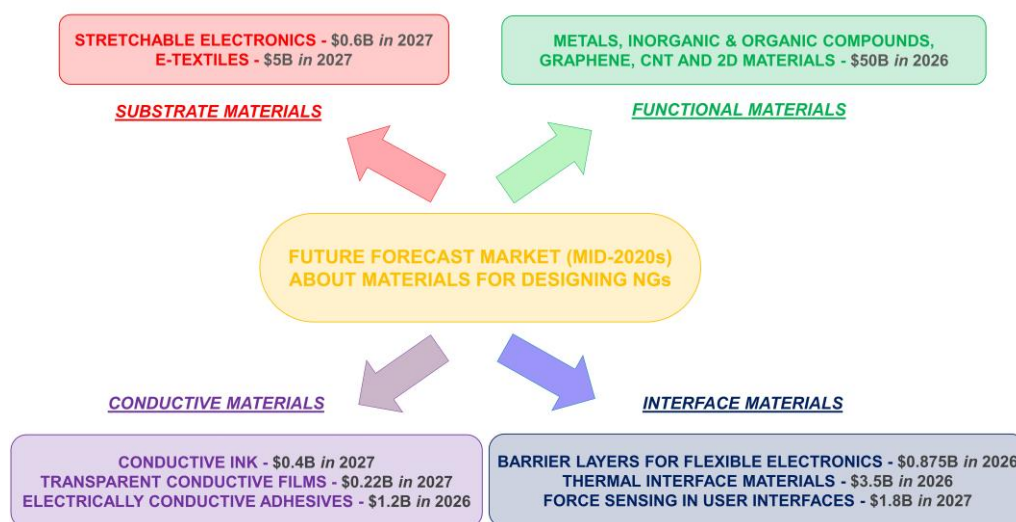 STRETCHABLE ELECTRONICS - $0.6B in 2027
E-TEXTILES - $5B in 2027
SUBSTRATE MATERIALS
METALS, INORGANIC & ORGANIC COMPOUNDS,
GRAPHENE, CNT AND 2D MATERIALS - $50B in 2026
FUNCTIONAL MATERIALS
FUTURE FORECAST MARKET (MID-2020s)
ABOUT MATERIALS FOR DESIGNING NGs
CONDUCTIVE MATERIALS
CONDUCTIVE INK - $0.4B in 2027
TRANSPARENT CONDUCTIVE FILMS - $0.22B in 2027
ELECTRICALLY CONDUCTIVE ADHESIVES - $1.2B in 2026
INTERFACE MATERIALS
BARRIER LAYERS FOR FLEXIBLE ELECTRONICS - $0.875B in 2026
THERMAL INTERFACE MATERIALS - $3.5B in 2026
FORCE SENSING IN USER INTERFACES - $1.8B in 2027